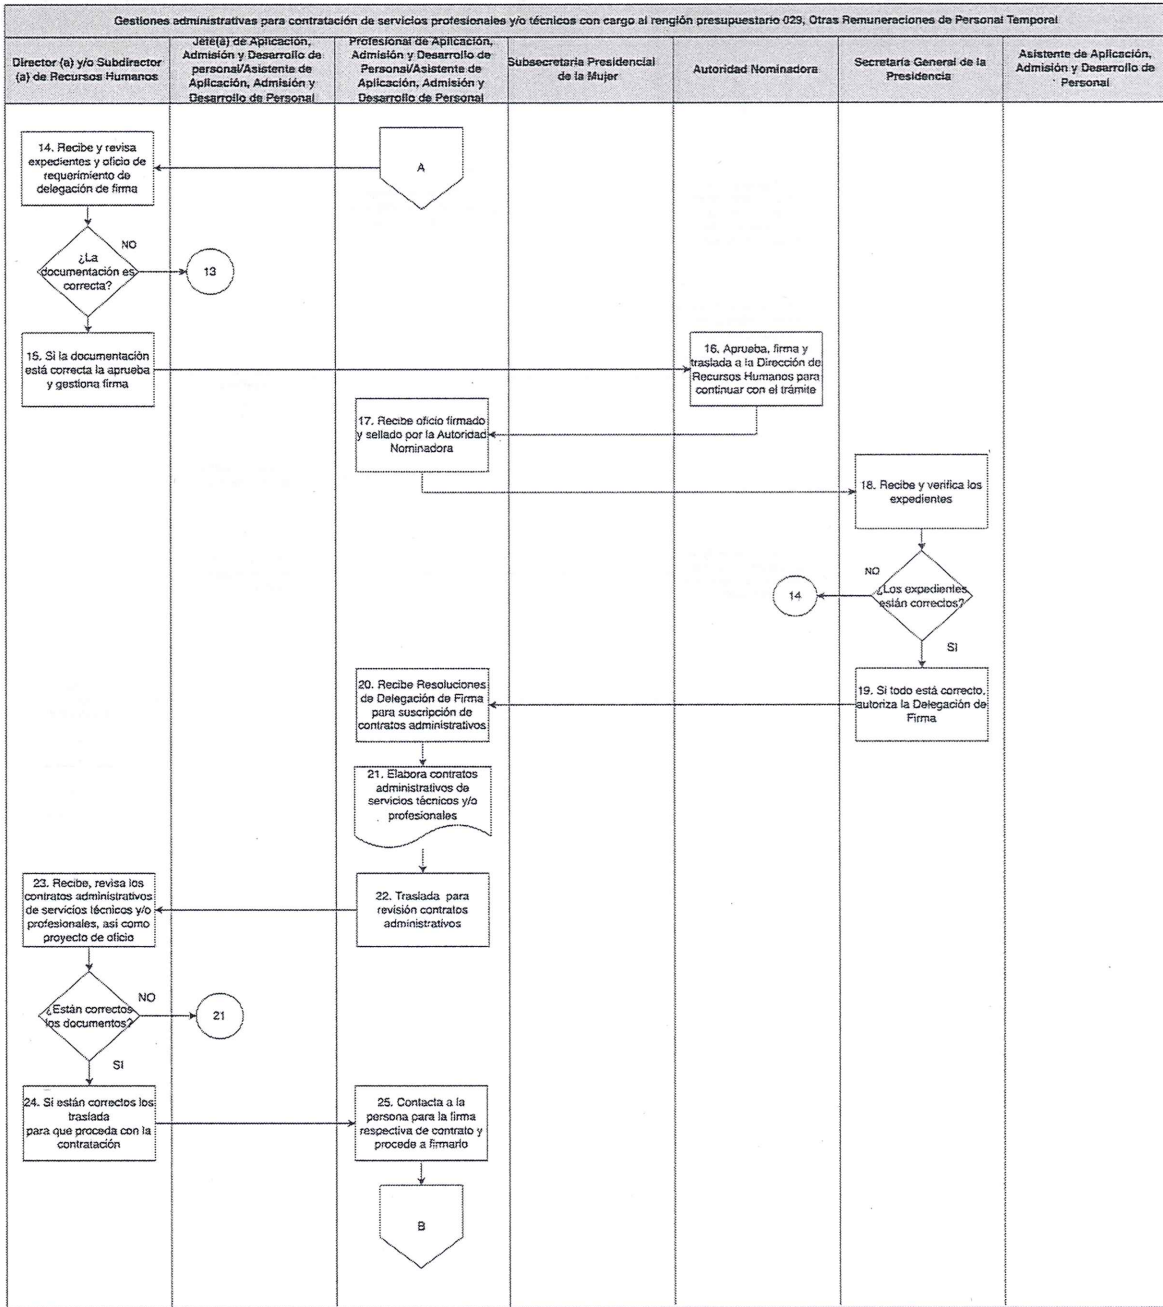 Gestiones administrativas para contratación de servicios profesionales y/o técnicos con cargo al renglón presupuestario 029, Otras Remuneraciones de Personal Temporal
Director (a) y/o Subdirector
(a) de Recursos Humanos
Jefe(a) de Aplicación,
Admisión y Desarrollo de
personal/Asistente de
Aplicación, Admisión y
Desarrollo de Personal
Profesional de Aplicación,
Admisión y Desarrollo de
Personal/Asistente de
Aplicación, Admisión y
Desarrollo de Personal
Subsecretaria Presidencial
de la Mujer
Autoridad Nominadora
Secretaría General de la
Presidencia
Asistente de Aplicación,
Admisión y Desarrollo de
Personal
14. Recibe y revisa
expedientes y oficio de
requerimiento de
delegación de firma
A
NO
¿La
documentación es
correcta?
13
15. Si la documentación
está correcta la aprueba
y gestiona firma
16. Aprueba, firma y
traslada a la Dirección de
Recursos Humanos para
continuar con el trámite
17. Recibe oficio firmado
y sellado por la Autoridad
Nominadora
18. Recibe y verifica los
expedientes
NO
¿Los expedientes
están correctos?
14
SI
19. Si todo está correcto,
autoriza la Delegación de
Firma
20. Recibe Resoluciones
de Delegación de Firma
para suscripción de
contratos administrativos
21. Elabora contratos
administrativos de
servicios técnicos y/o
profesionales
22. Traslada para
revisión contratos
administrativos
23. Recibe, revisa los
contratos administrativos
de servicios técnicos y/o
profesionales, así como
proyecto de oficio
NO
¿Están correctos
los documentos?
21
SI
24. Si están correctos los
traslada
para que proceda con la
contratación
25. Contacta a la
persona para la firma
respectiva de contrato y
procede a firmarlo
B